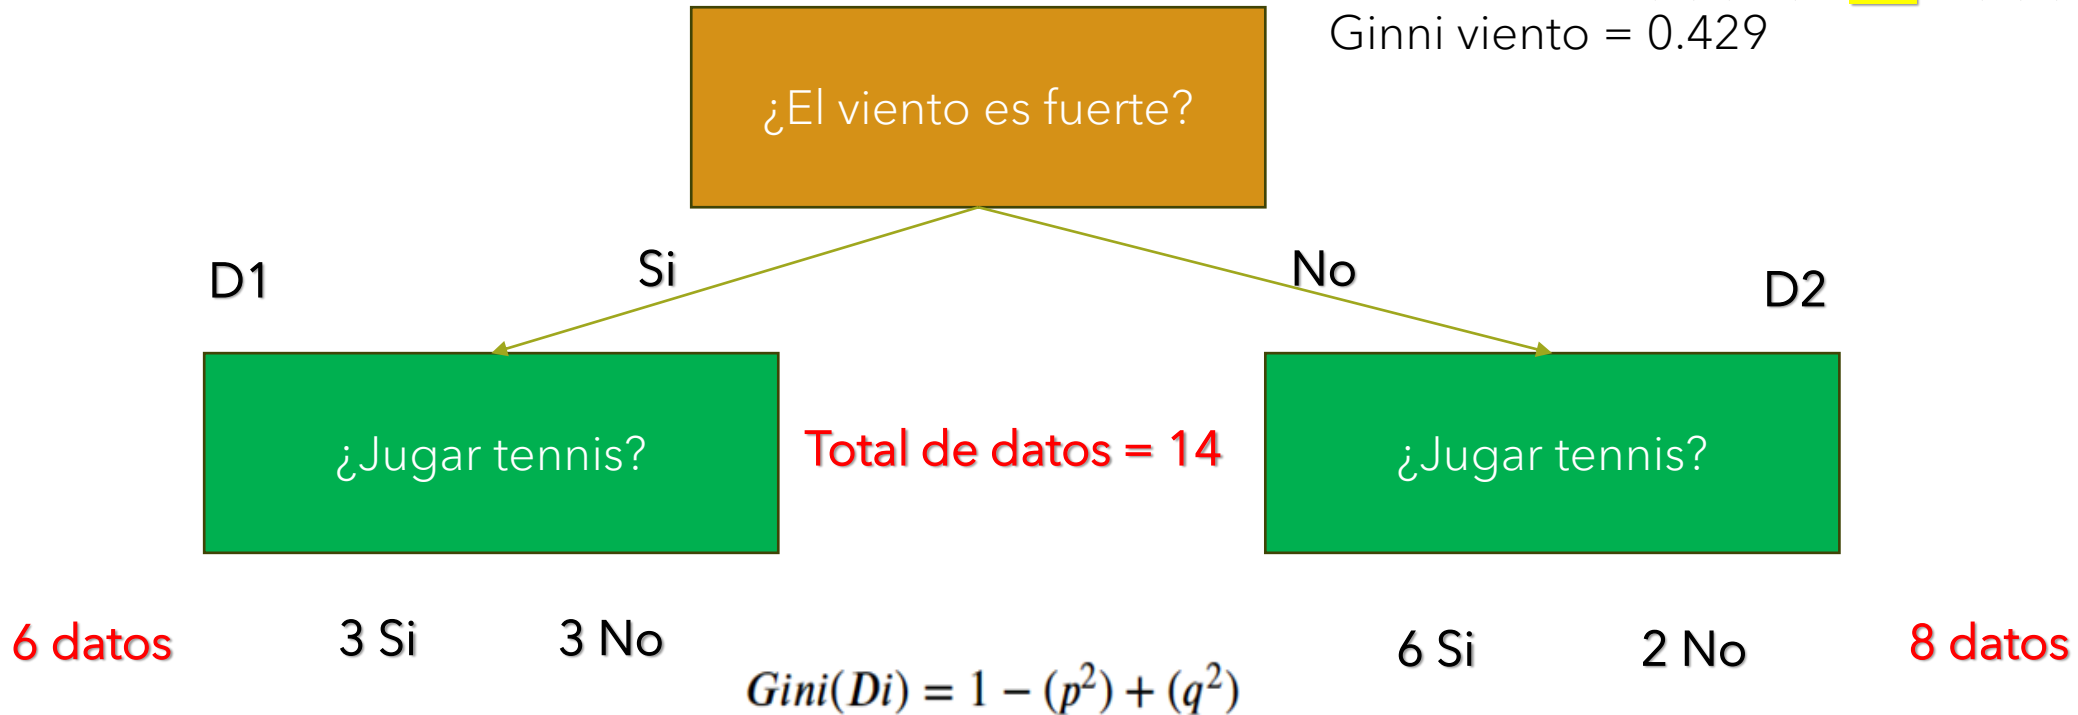 Ginni viento = 0.429
¿El viento es fuerte?
Si
No
D1
D2
¿Jugar tennis?
Total de datos = 14
¿Jugar tennis?
6 datos
3 Si
3 No
6 Si
2 No
8 datos
Gini(Di) = 1 − (p²) + (q²)